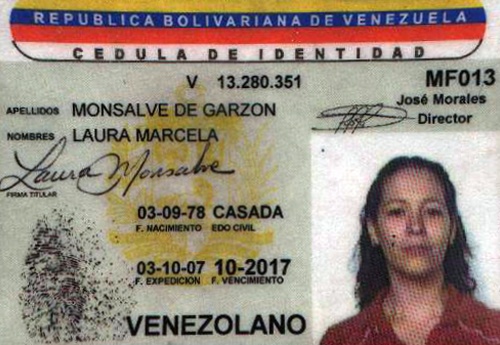 REPUBLICA BOLIVARIANA DE VENEZUELA
CEDULA DE IDENTIDAD
V 13.280.351
MF013
José Morales
Director
APELLIDOS MONSALVE DE GARZON
NOMBRES LAURA MARCELA
Laura Monsalve
FIRMA TITULAR
03-09-78 CASADA
F. NACIMIENTO EDO CIVIL
03-10-07 10-2017
F. EXPEDICION F. VENCIMIENTO
VENEZOLANO